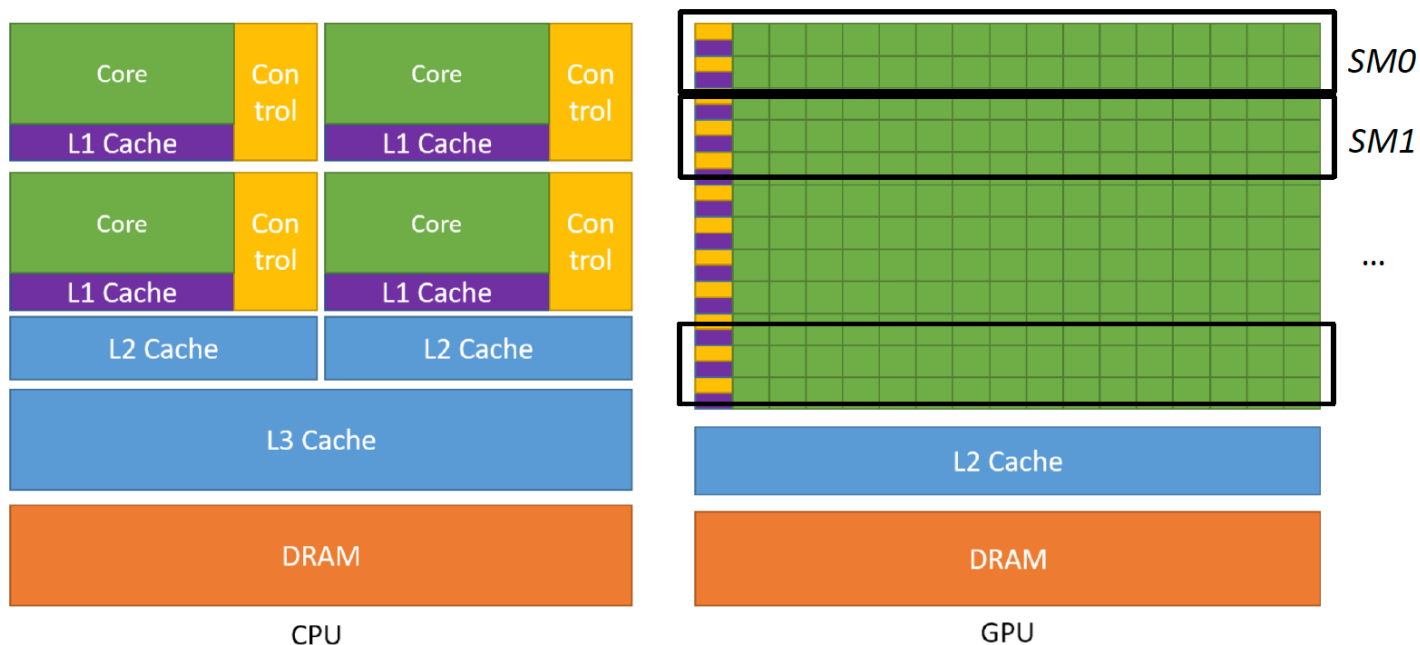 Core
Con
trol
L1 Cache
Core
Con
trol
L1 Cache
Core
Con
trol
L1 Cache
Core
Con
trol
L1 Cache
L2 Cache
L2 Cache
L3 Cache
DRAM
CPU
SM0
SM1
...
L2 Cache
DRAM
GPU